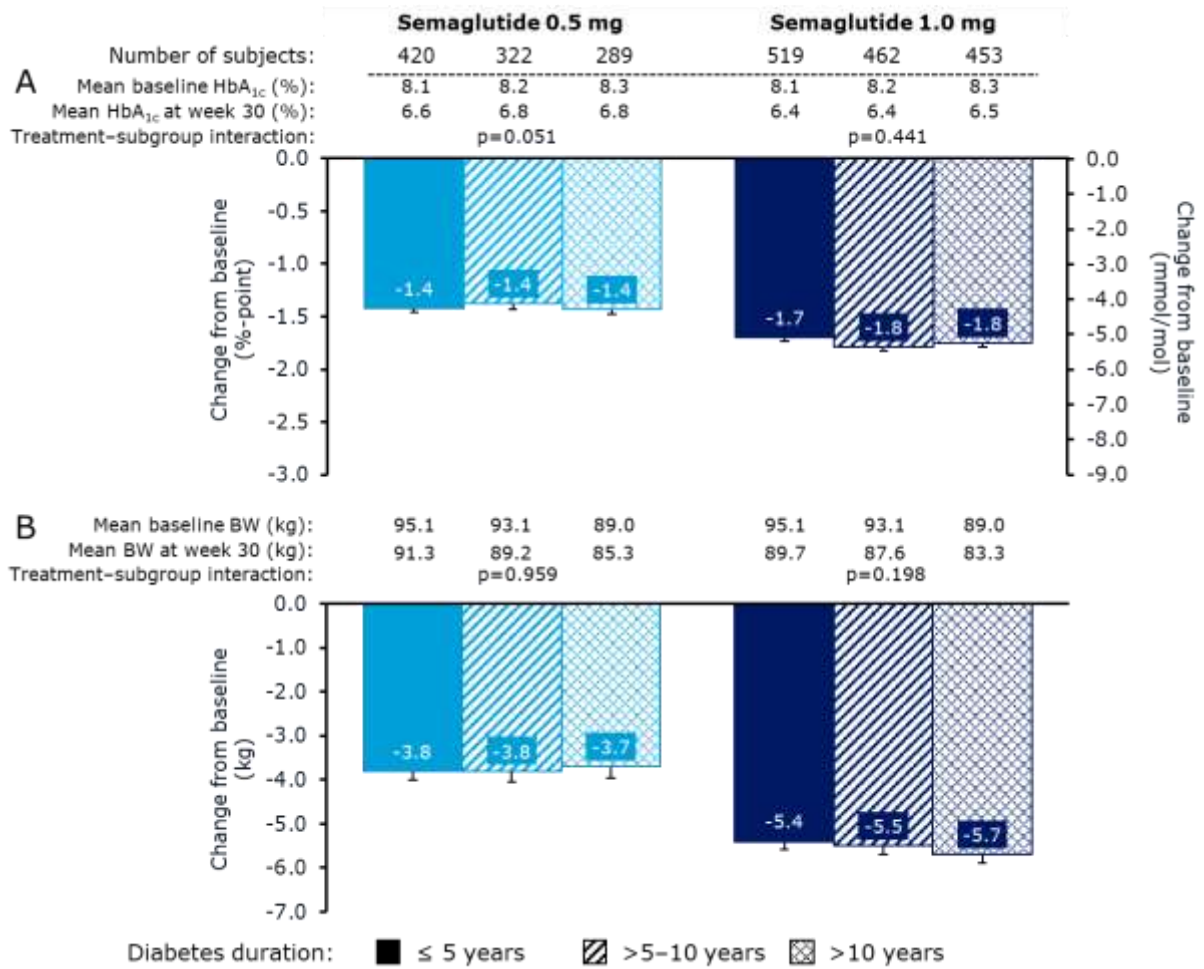 Semaglutide 0.5 mg Semaglutide 1.0 mg
Number of subjects: 420 322 289 519 462 453
A
Mean baseline HbA1c (%): 8.1 8.2 8.3 8.1 8.2 8.3
Mean HbA1c at week 30 (%): 6.6 6.8 6.8 6.4 6.4 6.5
Treatment–subgroup interaction: p=0.051 p=0.441
Change from baseline
(%-point)
0.0
-0.5
-1.0
-1.5
-2.0
-2.5
-3.0
-1.4 -1.4 -1.4 -1.7 -1.8 -1.8
0.0
-1.0
-2.0
-3.0
-4.0
-5.0
-6.0
-7.0
-8.0
-9.0
Change from baseline
(mmol/mol)
B
Mean baseline BW (kg): 95.1 93.1 89.0 95.1 93.1 89.0
Mean BW at week 30 (kg): 91.3 89.2 85.3 89.7 87.6 83.3
Treatment–subgroup interaction: p=0.959 p=0.198
Change from baseline
(kg)
0.0
-1.0
-2.0
-3.0
-4.0
-5.0
-6.0
-7.0
-3.8 -3.8 -3.7 -5.4 -5.5 -5.7
Diabetes duration: ≤ 5 years >5–10 years >10 years